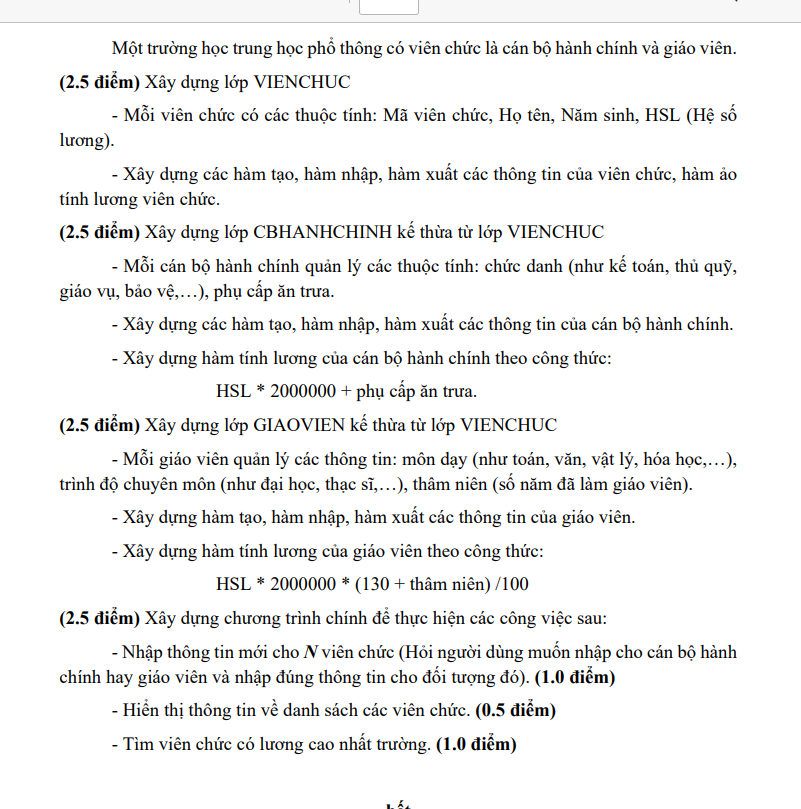 Một trường học trung học phổ thông có viên chức là cán bộ hành chính và giáo viên.
(2.5 điểm) Xây dựng lớp VIENCHUC
- Mỗi viên chức có các thuộc tính: Mã viên chức, Họ tên, Năm sinh, HSL (Hệ số
lương).
- Xây dựng các hàm tạo, hàm nhập, hàm xuất các thông tin của viên chức, hàm ảo
tính lương viên chức.
(2.5 điểm) Xây dựng lớp CBHANHCHINH kế thừa từ lớp VIENCHUC
- Mỗi cán bộ hành chính quản lý các thuộc tính: chức danh (như kế toán, thủ quỹ,
giáo vụ, bảo vệ,…), phụ cấp ăn trưa.
- Xây dựng các hàm tạo, hàm nhập, hàm xuất các thông tin của cán bộ hành chính.
- Xây dựng hàm tính lương của cán bộ hành chính theo công thức:
HSL * 2000000 + phụ cấp ăn trưa.
(2.5 điểm) Xây dựng lớp GIAOVIEN kế thừa từ lớp VIENCHUC
- Mỗi giáo viên quản lý các thông tin: môn dạy (như toán, văn, vật lý, hóa học,…),
trình độ chuyên môn (như đại học, thạc sĩ,…), thâm niên (số năm đã làm giáo viên).
- Xây dựng hàm tạo, hàm nhập, hàm xuất các thông tin của giáo viên.
- Xây dựng hàm tính lương của giáo viên theo công thức:
HSL * 2000000 * (130 + thâm niên) /100
(2.5 điểm) Xây dựng chương trình chính để thực hiện các công việc sau:
- Nhập thông tin mới cho N viên chức (Hỏi người dùng muốn nhập cho cán bộ hành
chính hay giáo viên và nhập đúng thông tin cho đối tượng đó). (1.0 điểm)
- Hiển thị thông tin về danh sách các viên chức. (0.5 điểm)
- Tìm viên chức có lương cao nhất trường. (1.0 điểm)